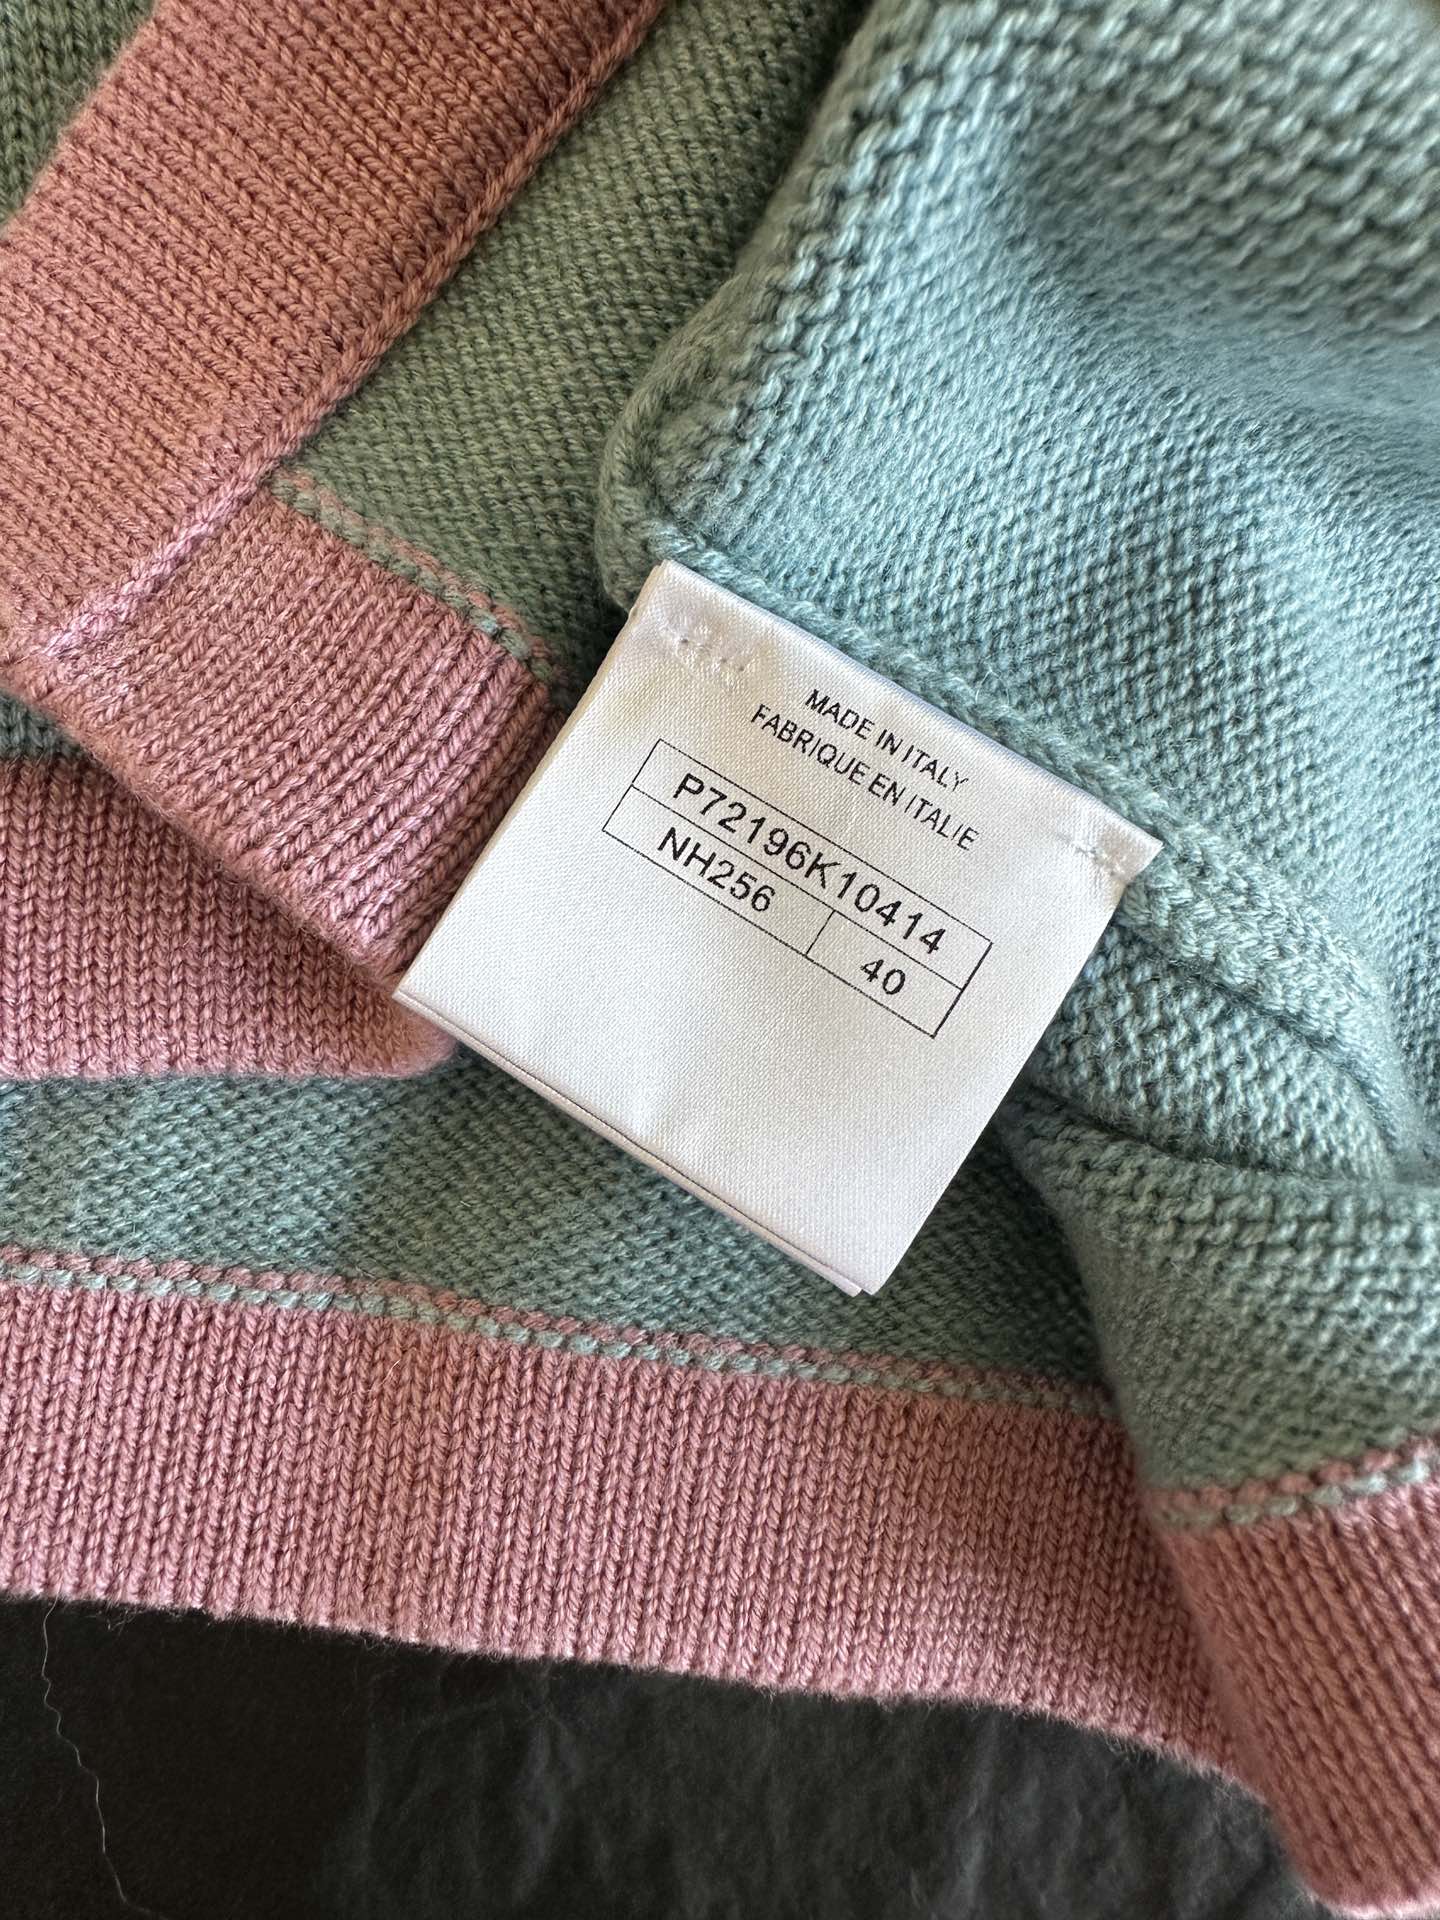 MADE IN ITALY
FABRIQUE EN ITALIE
P72196K10414
NH256 40